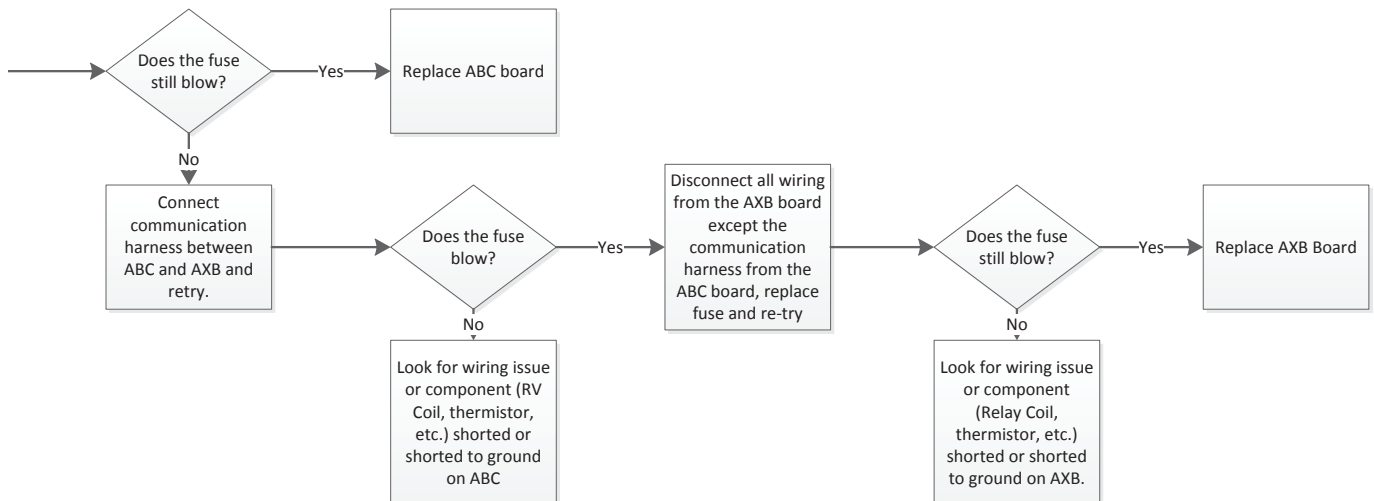 Does the fuse
still blow?
Yes
Replace ABC board
No
Connect
communication
harness between
ABC and AXB and
retry.
Does the fuse
blow?
Yes
Disconnect all wiring
from the AXB board
except the
communication
harness from the
ABC board, replace
fuse and re-try
Does the fuse
still blow?
Yes
Replace AXB Board
No
Look for wiring issue
or component (RV
Coil, thermistor,
etc.) shorted or
shorted to ground
on ABC
No
Look for wiring issue
or component
(Relay Coil,
thermistor, etc.)
shorted or shorted
to ground on AXB.